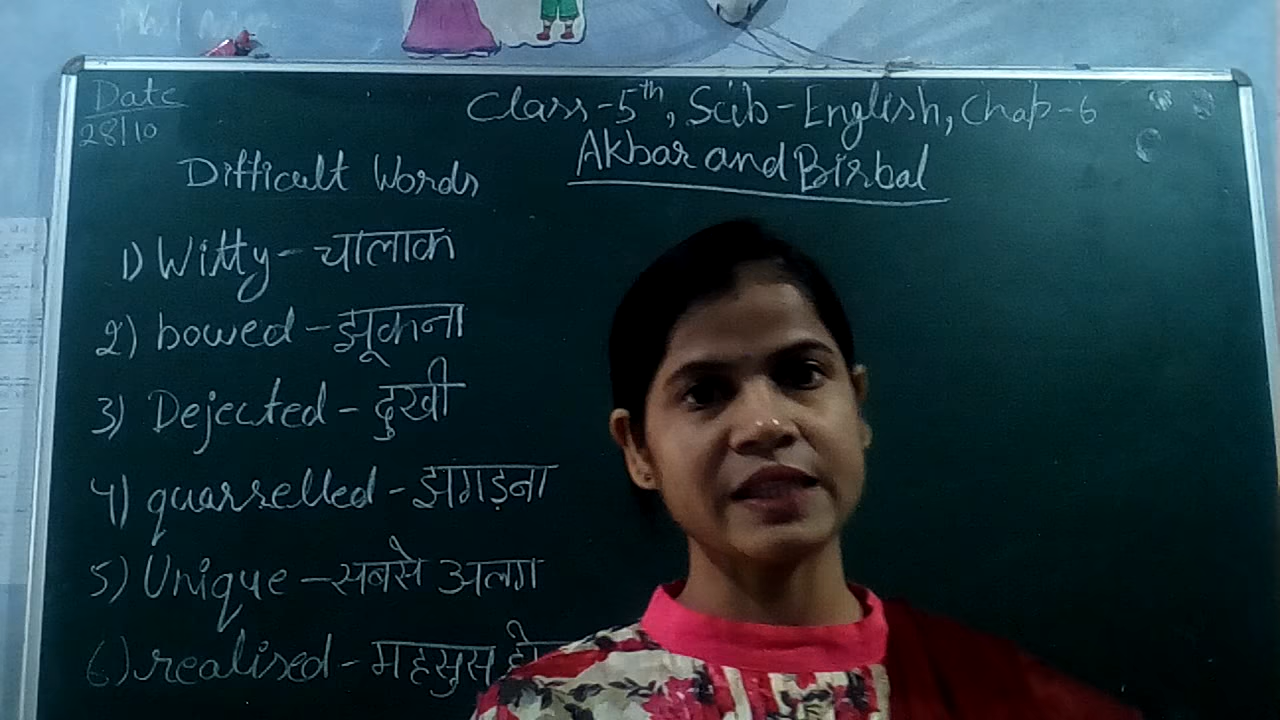 Date
28/10
Class-5th, Sub-English, Chap-6
Akbar and Birbal
Difficult Words
1) Witty - चालाक
2) bowed - झूकना
3) Dejected - दुखी
4) quarrelled - झगड़ना
5) Unique - सबसे अलग
6) realised - महसुस